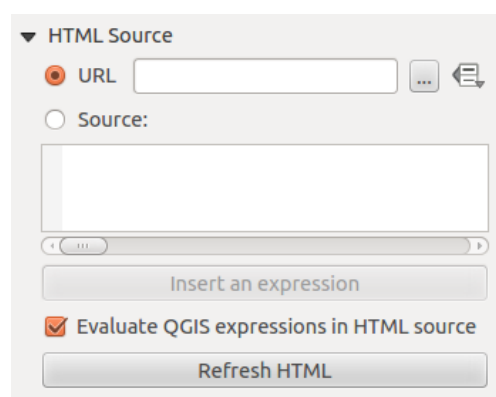 HTML Source
URL
...
Source:
Insert an expression
Evaluate QGIS expressions in HTML source
Refresh HTML